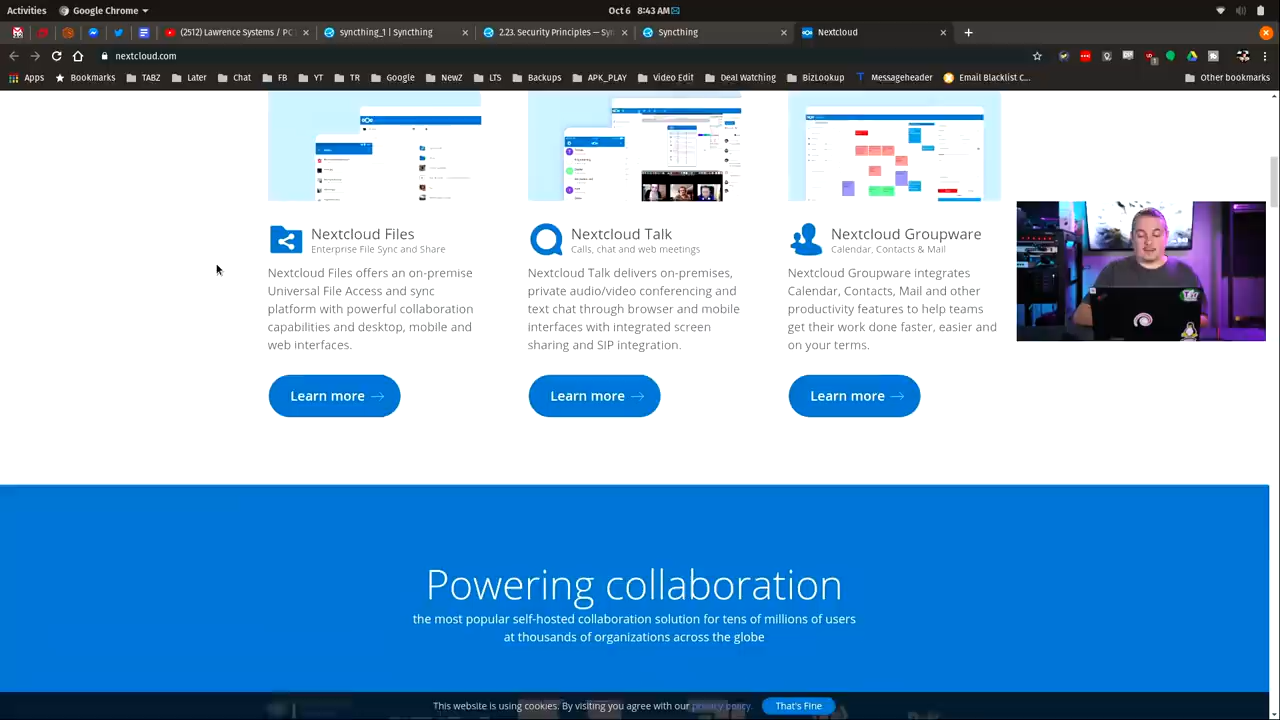 Activities
Google Chrome
Oct 6 8:43 AM
(2512) Lawrence Systems / PC
syncthing_1 | Syncthing
2.23. Security Principles — Syn
Syncthing
Nextcloud
nextcloud.com
Apps
Bookmarks
TABZ
Later
Chat
FB
YT
TR
Google
NewZ
LTS
Backups
APK_PLAY
Video Edit
Deal Watching
BizLookup
Messageheader
Email Blacklist C...
Other bookmarks
Nextcloud Files
Enterprise File Sync and Share
Nextcloud Files offers an on-premise
Universal File Access and sync
platform with powerful collaboration
capabilities and desktop, mobile and
web interfaces.
Learn more →
Nextcloud Talk
Calls, chat and web meetings
Nextcloud Talk delivers on-premises,
private audio/video conferencing and
text chat through browser and mobile
interfaces with integrated screen
sharing and SIP integration.
Learn more →
Nextcloud Groupware
Calendar, Contacts & Mail
Nextcloud Groupware integrates
Calendar, Contacts, Mail and other
productivity features to help teams
get their work done faster, easier and
on your terms.
Learn more →
Powering collaboration
the most popular self-hosted collaboration solution for tens of millions of users
at thousands of organizations across the globe
This website is using cookies. By visiting you agree with our privacy policy.
That's Fine